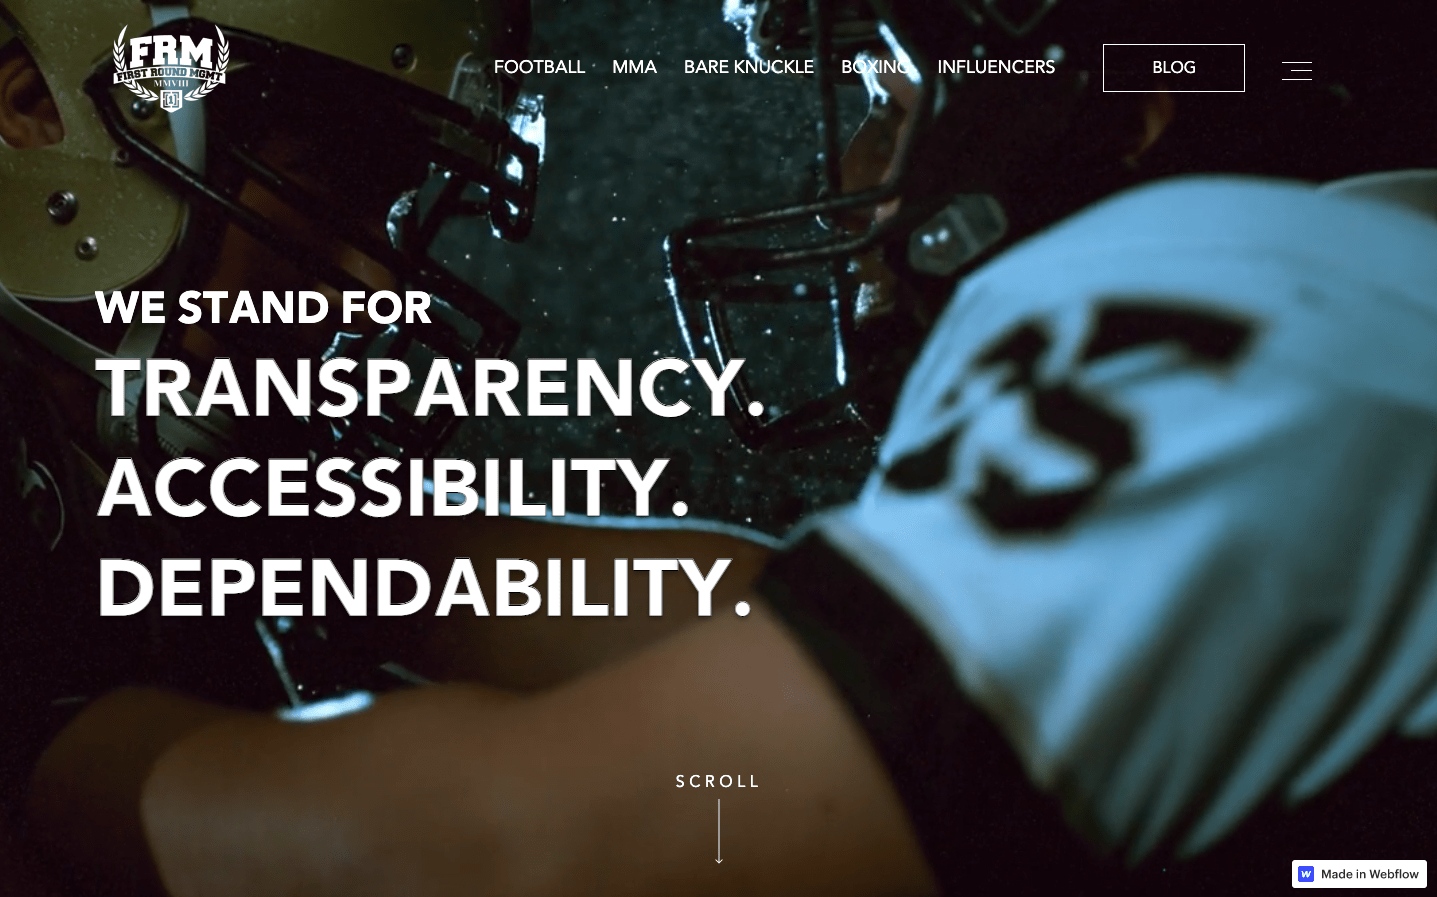 FRM
FIRST ROUND MGMT
MMVIII
FOOTBALL
MMA
BARE KNUCKLE
BOXING
INFLUENCERS
BLOG
WE STAND FOR
TRANSPARENCY.
ACCESSIBILITY.
DEPENDABILITY.
SCROLL
Made in Webflow